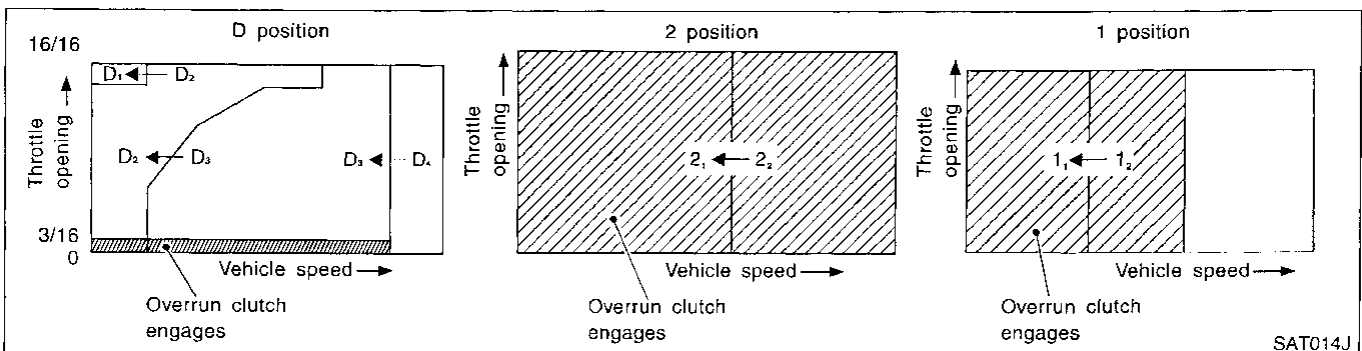 D position
16/16
D₁ ← D₂
D₂ ← D₃
D₃ ← D₄
Throttle
opening →
3/16
0
Vehicle speed →
Overrun clutch
engages
2 position
Throttle
opening →
2₁ ← 2₂
Vehicle speed →
Overrun clutch
engages
1 position
Throttle
opening →
1₁ ← 1₂
Vehicle speed →
Overrun clutch
engages
SAT014J